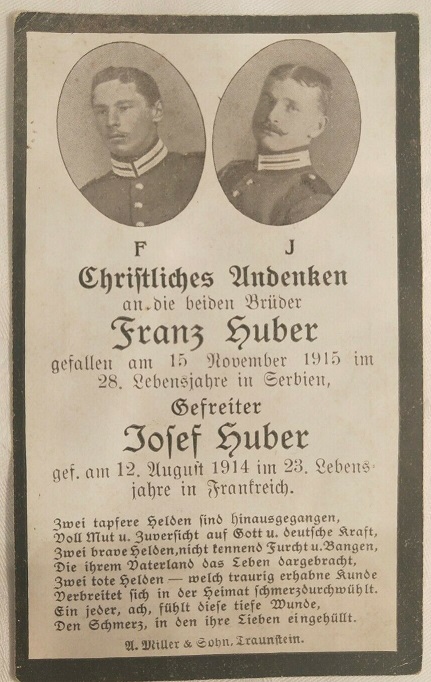 F J
Christliches Andenken
an die beiden Brüder
Franz Huber
gefallen am 15 November 1915 im
28. Lebensjahre in Serbien,
Gefreiter
Josef Huber
gef. am 12. August 1914 im 23. Lebens-
jahre in Frankreich.
Zwei tapfere Helden sind hinausgegangen,
Voll Mut u. Zuversicht auf Gott u. deutsche Kraft,
Zwei brave Helden, nicht kennend Furcht u. Bangen,
Die ihrem Vaterland das Leben dargebracht,
Zwei tote Helden — welch traurig erhabne Kunde
Verbreitet sich in der Heimat schmerzdurchwühlt.
Ein jeder, ach, fühlt diese tiefe Wunde,
Den Schmerz, in den ihre Lieben eingehüllt.
A. Miller & Sohn, Traunstein.